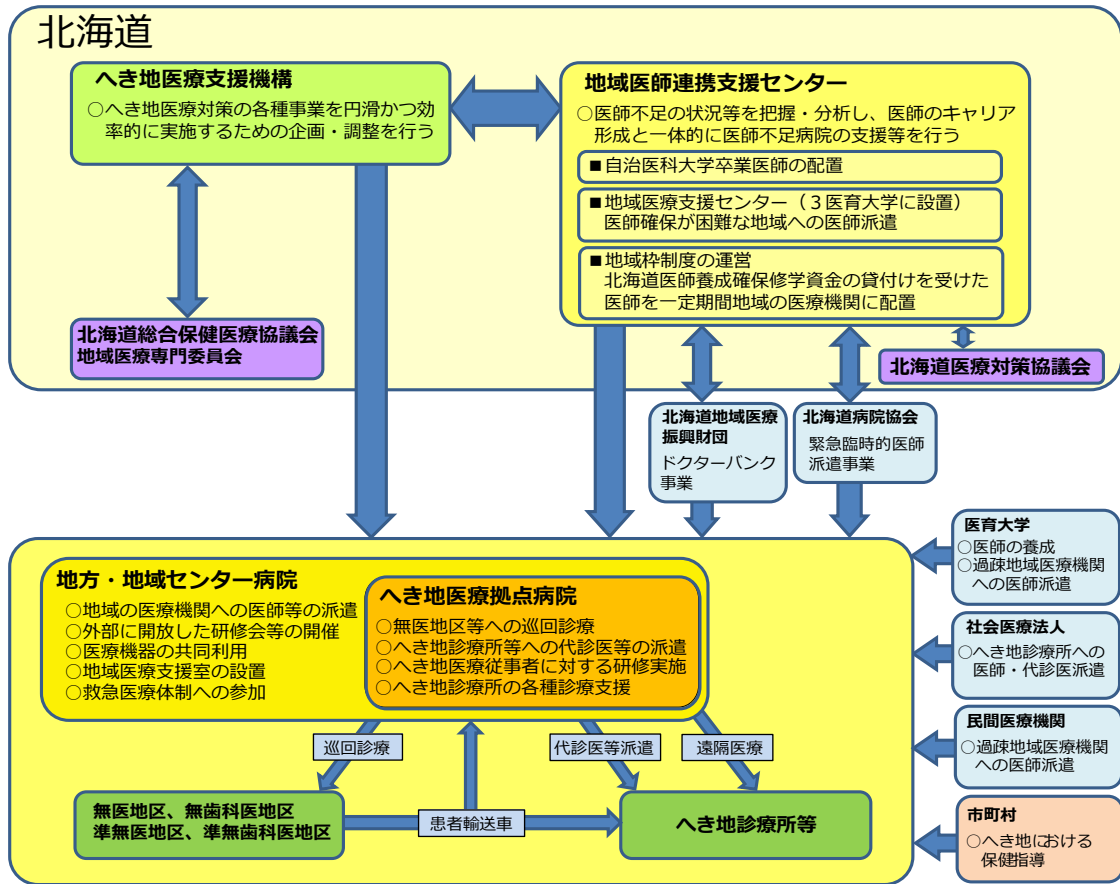 北海道
へき地医療支援機構
○へき地医療対策の各種事業を円滑かつ効
率的に実施するための企画・調整を行う
地域医師連携支援センター
○医師不足の状況等を把握・分析し、医師のキャリア
形成と一体的に医師不足病院の支援等を行う
■自治医科大学卒業医師の配置
■地域医療支援センター（３医育大学に設置）
医師確保が困難な地域への医師派遣
■地域枠制度の運営
北海道医師養成確保修学資金の貸付けを受けた
医師を一定期間地域の医療機関に配置
北海道総合保健医療協議会
地域医療専門委員会
北海道医療対策協議会
北海道地域医療
振興財団
ドクターバンク
事業
北海道病院協会
緊急臨時的医師
派遣事業
地方・地域センター病院
○地域の医療機関への医師等の派遣
○外部に開放した研修会等の開催
○医療機器の共同利用
○地域医療支援室の設置
○救急医療体制への参加
へき地医療拠点病院
○無医地区等への巡回診療
○へき地診療所等への代診医等の派遣
○へき地医療従事者に対する研修実施
○へき地診療所の各種診療支援
巡回診療
代診医等派遣
遠隔医療
無医地区、無歯科医地区
準無医地区、準無歯科医地区
患者輸送車
へき地診療所等
医育大学
○医師の養成
○過疎地域医療機関
への医師派遣
社会医療法人
○へき地診療所への
医師・代診医派遣
民間医療機関
○過疎地域医療機関
への医師派遣
市町村
○へき地における
保健指導